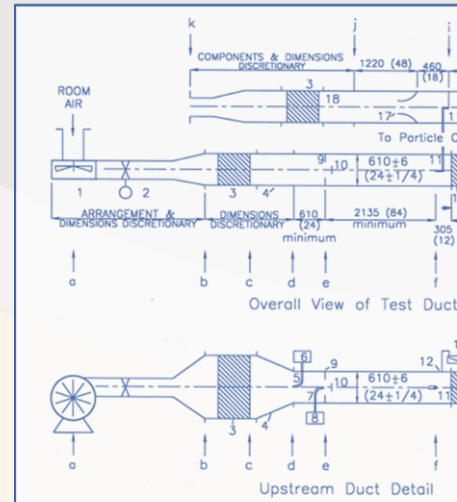 k j i
COMPONENTS & DIMENSIONS 1220 (48) 460
DISCRETIONARY (18)
ROOM
AIR
3
18
17
To Particle C
9 10 610±6 11
1 2 3 4 (24±1/4)
ARRANGEMENT & DIMENSIONS 610 2135 (84) 305
DIMENSIONS DISCRETIONARY DISCRETIONARY (24) minimum (12)
minimum
a b c d e f
Overall View of Test Duct
6 9 12
5 10 610±6
7 (24±1/4) 11
3 4 8
a b c d e f
Upstream Duct Detail